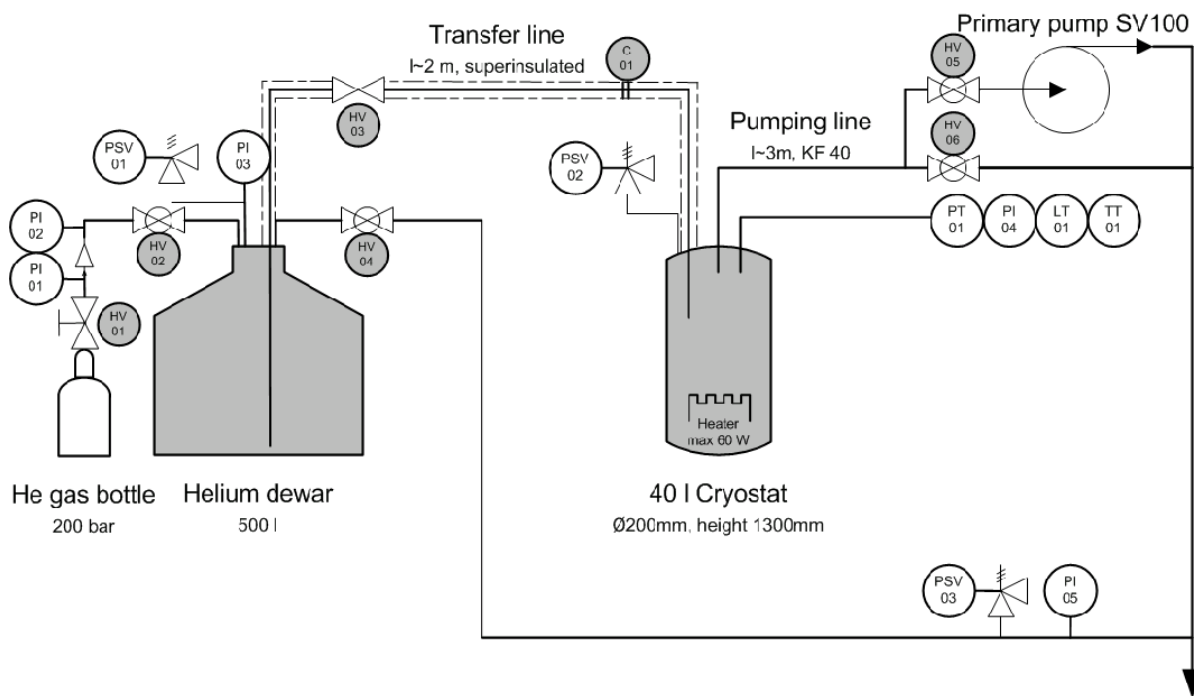 Primary pump SV100
Transfer line
l~2 m, superinsulated
C
01
HV
05
HV
03
Pumping line
l~3m, KF 40
HV
06
PSV
01
PI
03
PSV
02
PI
02
PI
01
HV
02
HV
04
HV
01
PT
01
PI
04
LT
01
TT
01
Heater
max 60 W
He gas bottle
200 bar
Helium dewar
500 l
40 l Cryostat
Ø200mm, height 1300mm
PSV
03
PI
05